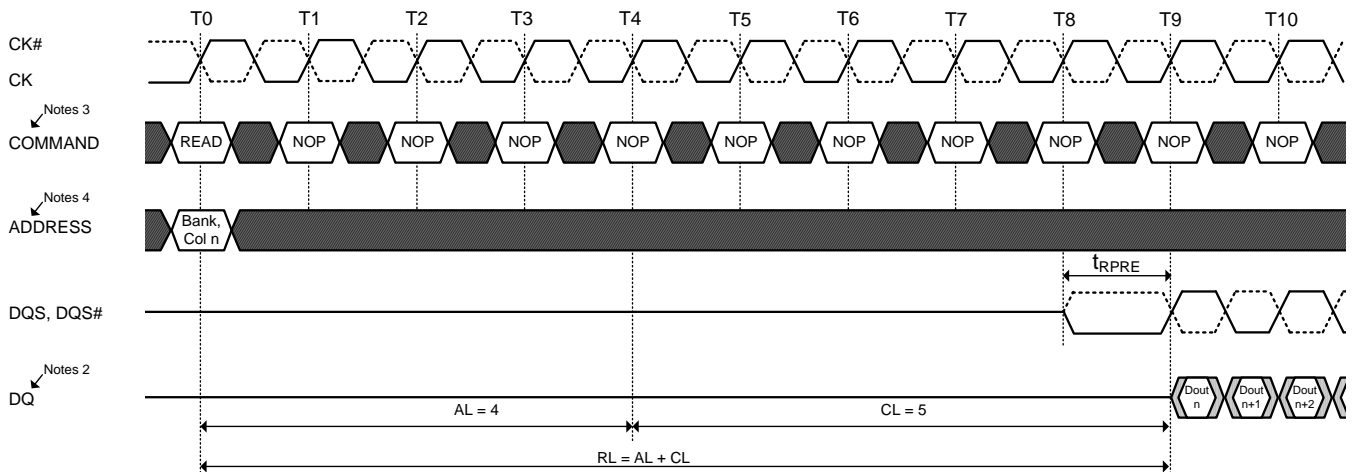 T0 T1 T2 T3 T4 T5 T6 T7 T8 T9 T10
CK#
CK
Notes 3
COMMAND READ NOP NOP NOP NOP NOP NOP NOP NOP NOP NOP
Notes 4
ADDRESS Bank,
Col n
tRPRE
DQS, DQS#
Notes 2
DQ Dout Dout Dout
n n+1 n+2
AL = 4 CL = 5
RL = AL + CL